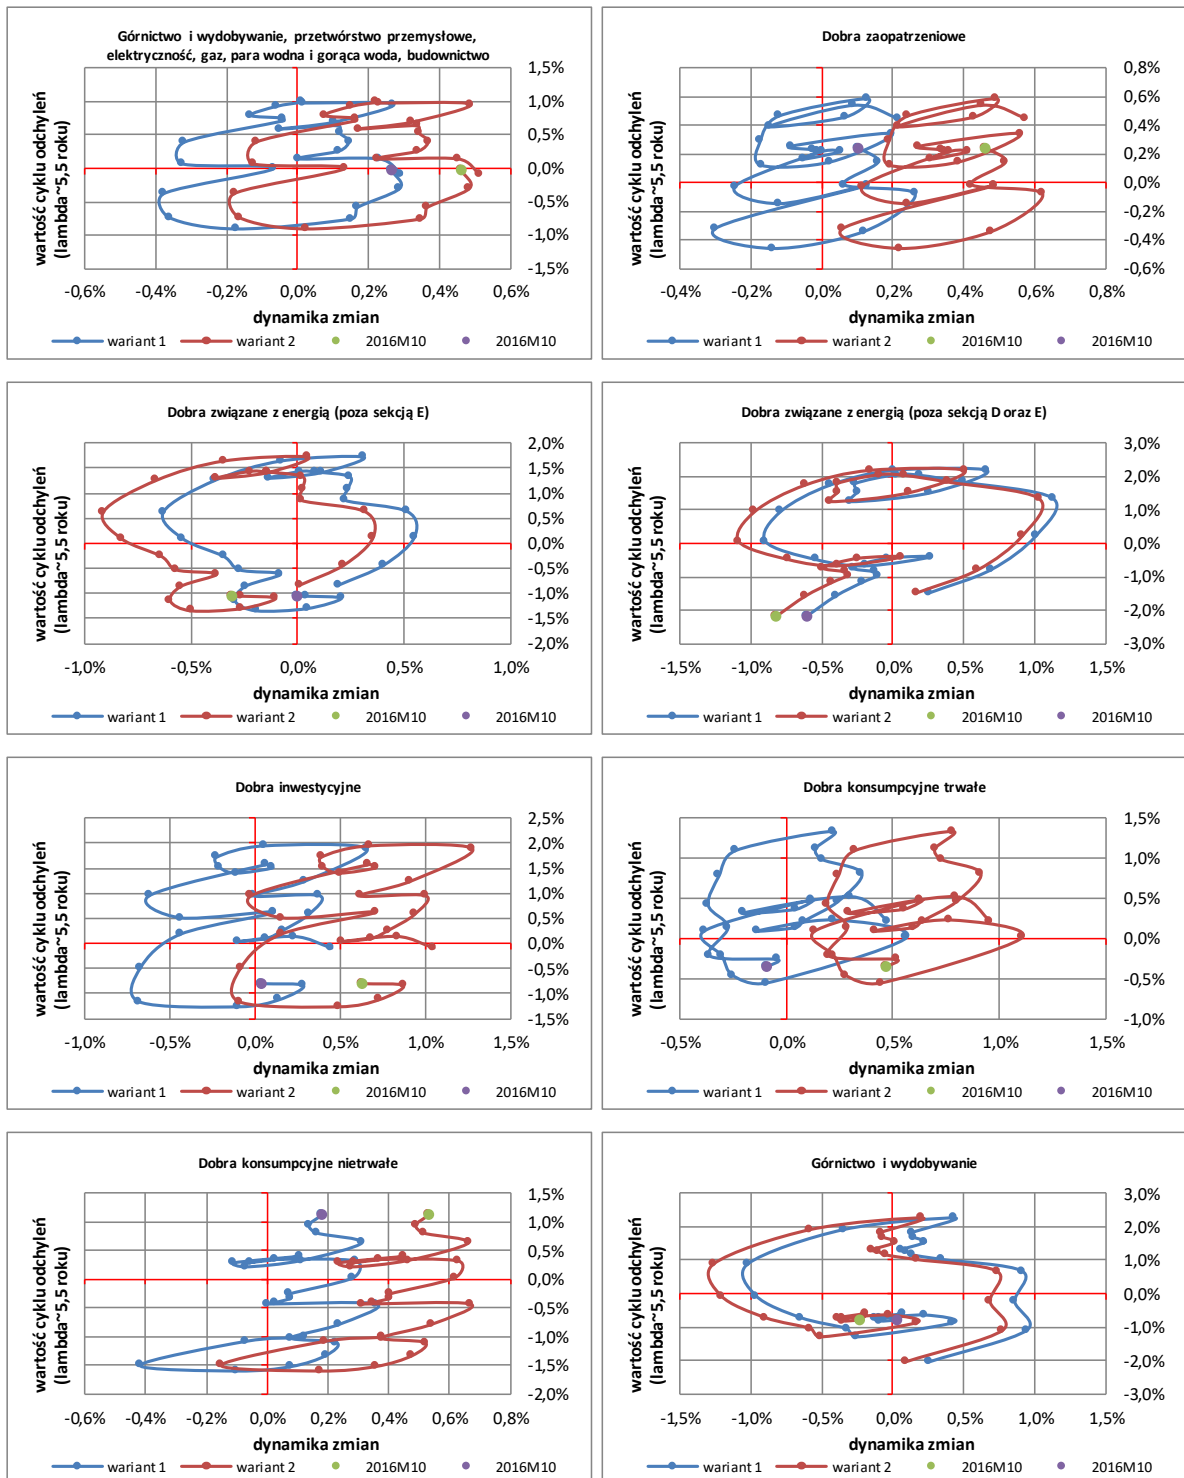 Górnictwo i wydobywanie, przetwórstwo przemysłowe,
elektryczność, gaz, para wodna i gorąca woda, budownictwo
wartość cyklu odchyleń
(lambda~5,5 roku)
1,5%
1,0%
0,5%
0,0%
-0,5%
-1,0%
-1,5%
-0,6% -0,4% -0,2% 0,0% 0,2% 0,4% 0,6%
dynamika zmian
wariant 1 wariant 2 2016M10 2016M10
Dobra zaopatrzeniowe
wartość cyklu odchyleń
(lambda~5,5 roku)
0,8%
0,6%
0,4%
0,2%
0,0%
-0,2%
-0,4%
-0,6%
-0,4% -0,2% 0,0% 0,2% 0,4% 0,6% 0,8%
dynamika zmian
wariant 1 wariant 2 2016M10 2016M10
Dobra związane z energią (poza sekcją E)
wartość cyklu odchyleń
(lambda~5,5 roku)
2,0%
1,5%
1,0%
0,5%
0,0%
-0,5%
-1,0%
-1,5%
-2,0%
-1,0% -0,5% 0,0% 0,5% 1,0%
dynamika zmian
wariant 1 wariant 2 2016M10 2016M10
Dobra związane z energią (poza sekcją D oraz E)
wartość cyklu odchyleń
(lambda~5,5 roku)
3,0%
2,0%
1,0%
0,0%
-1,0%
-2,0%
-3,0%
-1,5% -1,0% -0,5% 0,0% 0,5% 1,0% 1,5%
dynamika zmian
wariant 1 wariant 2 2016M10 2016M10
Dobra inwestycyjne
wartość cyklu odchyleń
(lambda~5,5 roku)
2,5%
2,0%
1,5%
1,0%
0,5%
0,0%
-0,5%
-1,0%
-1,5%
-1,0% -0,5% 0,0% 0,5% 1,0% 1,5%
dynamika zmian
wariant 1 wariant 2 2016M10 2016M10
Dobra konsumpcyjne trwałe
wartość cyklu odchyleń
(lambda~5,5 roku)
1,5%
1,0%
0,5%
0,0%
-0,5%
-1,0%
-0,5% 0,0% 0,5% 1,0% 1,5%
dynamika zmian
wariant 1 wariant 2 2016M10 2016M10
Dobra konsumpcyjne nietrwałe
wartość cyklu odchyleń
(lambda~5,5 roku)
1,5%
1,0%
0,5%
0,0%
-0,5%
-1,0%
-1,5%
-2,0%
-0,6% -0,4% -0,2% 0,0% 0,2% 0,4% 0,6% 0,8%
dynamika zmian
wariant 1 wariant 2 2016M10 2016M10
Górnictwo i wydobywanie
wartość cyklu odchyleń
(lambda~5,5 roku)
3,0%
2,0%
1,0%
0,0%
-1,0%
-2,0%
-3,0%
-1,5% -1,0% -0,5% 0,0% 0,5% 1,0% 1,5%
dynamika zmian
wariant 1 wariant 2 2016M10 2016M10